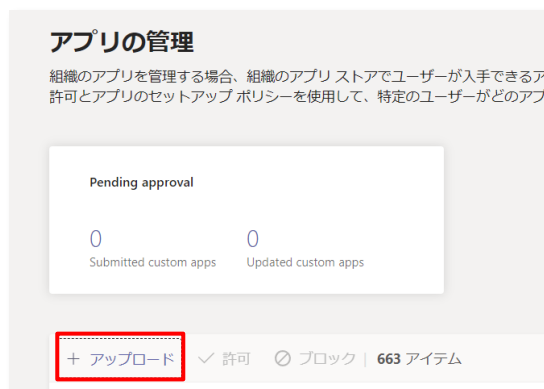 アプリの管理
組織のアプリを管理する場合、組織のアプリ ストアでユーザーが入手できるア
許可とアプリのセットアップ ポリシーを使用して、特定のユーザーがどのアプ
Pending approval
0 0
Submitted custom apps Updated custom apps
+ アップロード 許可 ブロック | 663 アイテム